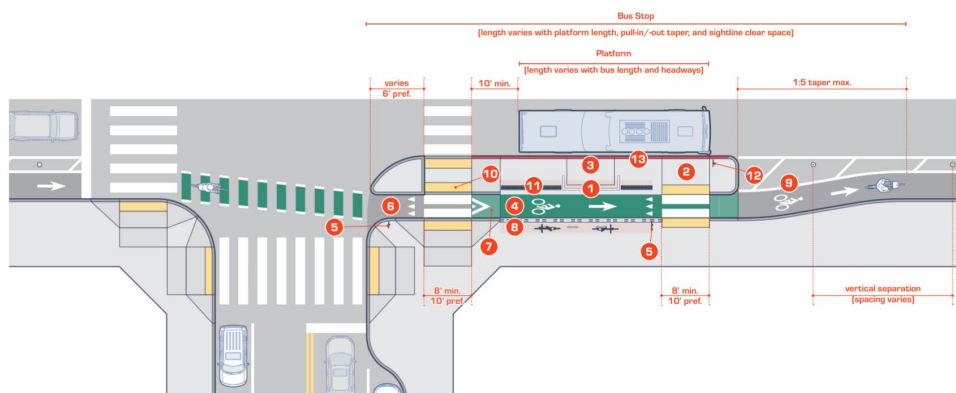 Bus Stop
(length varies with platform length, pull-in/-out taper, and sightline clear space)
Platform
(length varies with bus length and headways)
varies
6' pref.
10' min.
1:5 taper max.
10
13
3
2
12
11
1
9
6
4
5
7
8
5
8' min.
10' pref.
8' min.
10' pref.
vertical separation
(spacing varies)